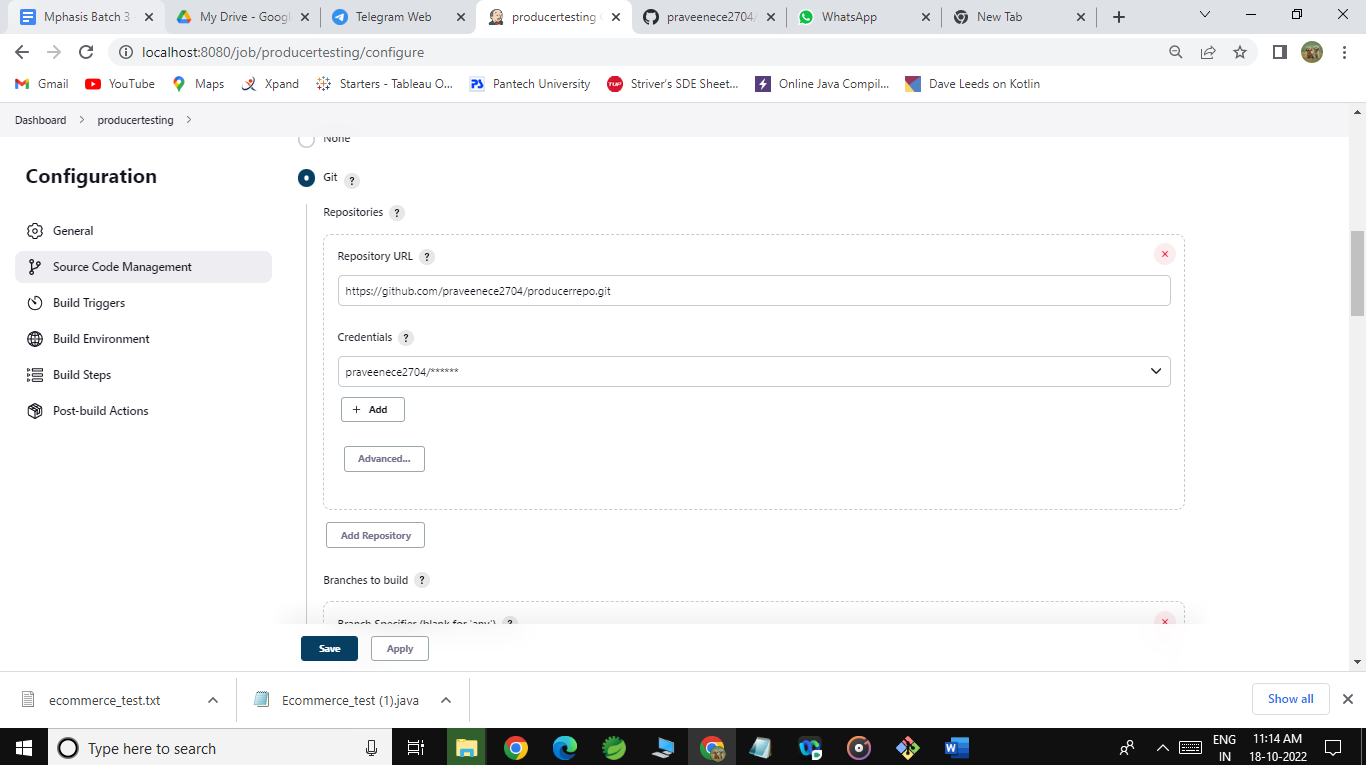 Mphasis Batch 3
My Drive - Googl
Telegram Web
producertesting
praveenece2704/
WhatsApp
New Tab
localhost:8080/job/producertesting/configure
Gmail
YouTube
Maps
Xpand
Starters - Tableau O...
PS
Pantech University
TUF
Striver's SDE Sheet...
Online Java Compil...
Dave Leeds on Kotlin
Dashboard
producertesting
None
Configuration
Git ?
General
Source Code Management
Build Triggers
Build Environment
Build Steps
Post-build Actions
Repositories ?
Repository URL ?
https://github.com/praveenece2704/producerrepo.git
Credentials ?
praveenece2704/******
+ Add
Advanced...
Add Repository
Branches to build ?
Branch Specifier (blank for 'any') ?
Save
Apply
ecommerce_test.txt
Ecommerce_test (1).java
Show all
Type here to search
ENG
IN
11:14 AM
18-10-2022